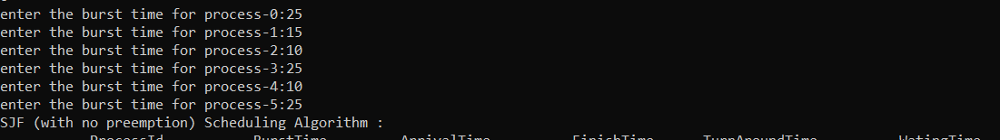 enter the burst time for process-0:25
enter the burst time for process-1:15
enter the burst time for process-2:10
enter the burst time for process-3:25
enter the burst time for process-4:10
enter the burst time for process-5:25
SJF (with no preemption) Scheduling Algorithm :
ProcessId BurstTime ArrivalTime FinishTime TurnAroundTime WatingTime